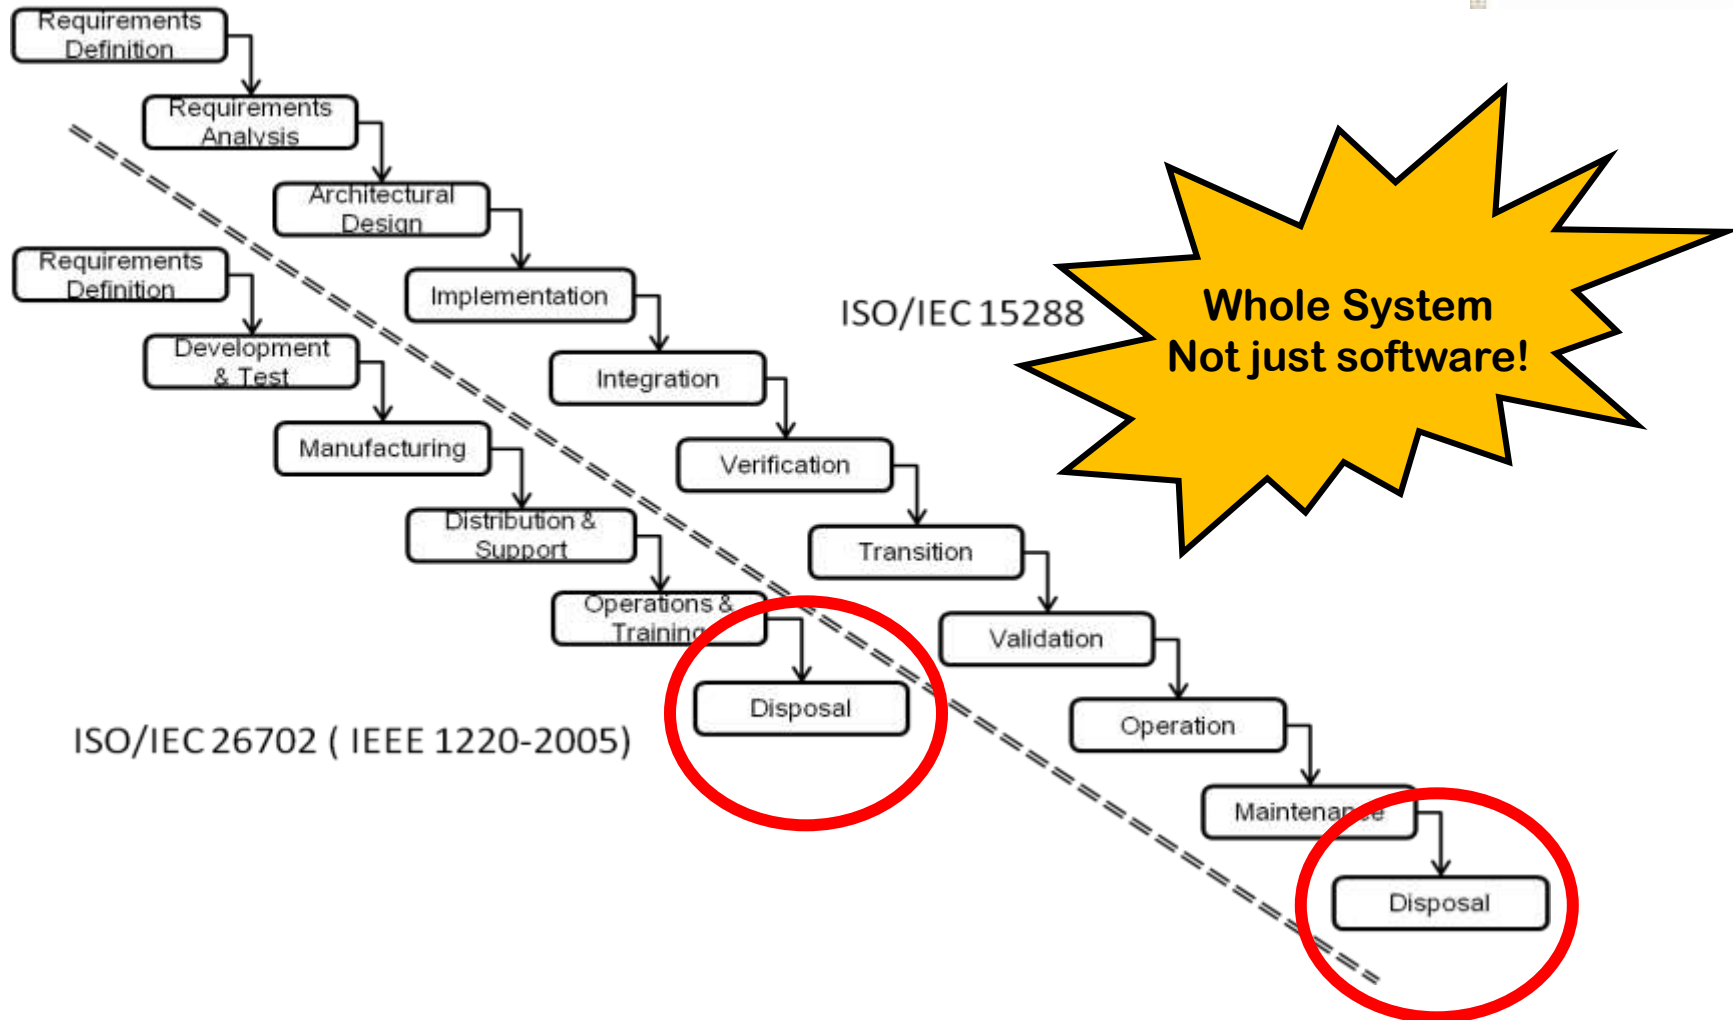 Requirements
Definition
Requirements
Analysis
Architectural
Design
Implementation
Integration
Verification
Transition
Validation
Operation
Maintenance
Disposal
ISO/IEC 15288
Whole System
Not just software!
Requirements
Definition
Development
& Test
Manufacturing
Distribution &
Support
Operations &
Training
Disposal
ISO/IEC 26702 ( IEEE 1220-2005)